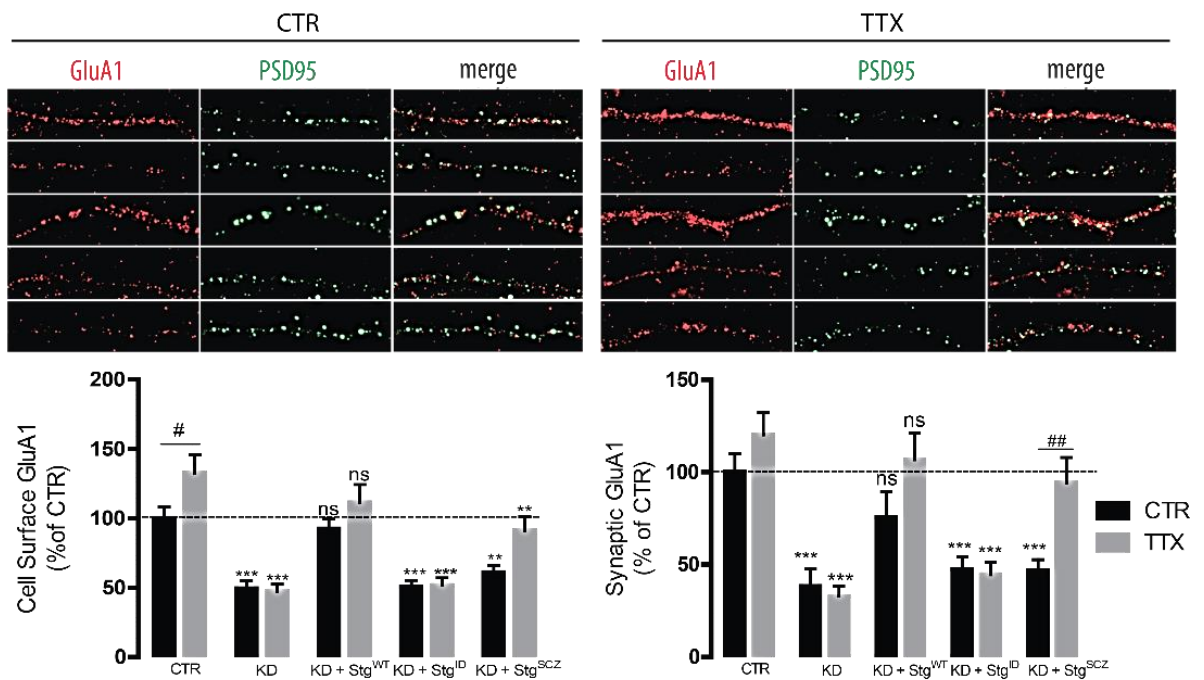 CTR
TTX
GluA1 PSD95 merge
GluA1 PSD95 merge
Cell Surface GluA1
(%of CTR)
200
150
100
50
0
#
*** ***
ns ns
*** ***
** **
CTR KD KD + Stg^WT KD + Stg^ID KD + Stg^SCZ
Synaptic GluA1
(% of CTR)
150
100
50
0
*** ***
ns ns
*** ***
***
##
CTR KD KD + Stg^WT KD + Stg^ID KD + Stg^SCZ
CTR
TTX